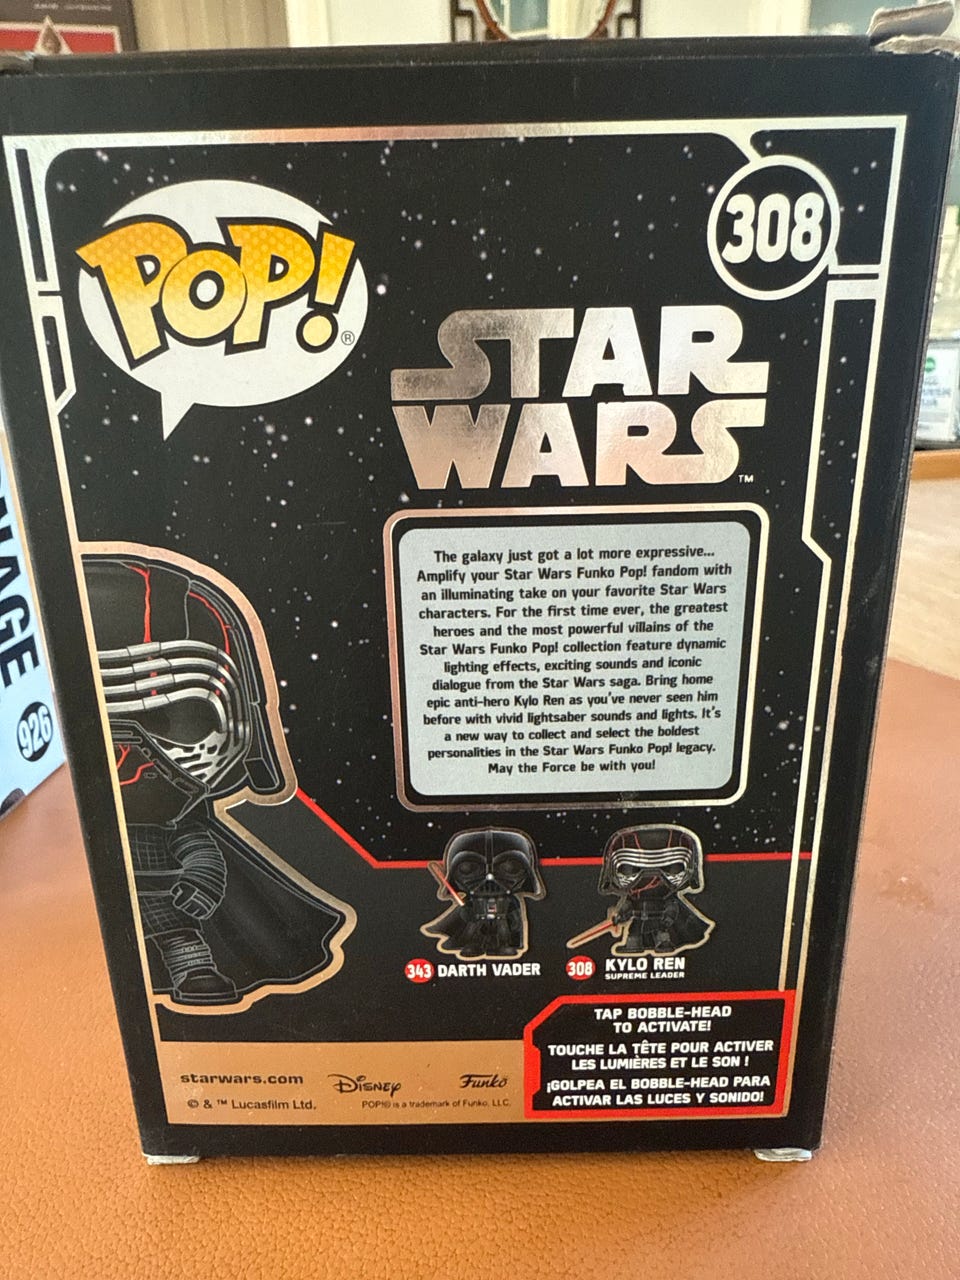 POP!®
308
STAR
WARS™
The galaxy just got a lot more expressive...
Amplify your Star Wars Funko Pop! fandom with
an illuminating take on your favorite Star Wars
characters. For the first time ever, the greatest
heroes and the most powerful villains of the
Star Wars Funko Pop! collection feature dynamic
lighting effects, exciting sounds and iconic
dialogue from the Star Wars saga. Bring home
epic anti-hero Kylo Ren as you've never seen him
before with vivid lightsaber sounds and lights. It's
a new way to collect and select the boldest
personalities in the Star Wars Funko Pop! legacy.
May the Force be with you!
926
343 DARTH VADER
308 KYLO REN
SUPREME LEADER
TAP BOBBLE-HEAD
TO ACTIVATE!
TOUCHE LA TÊTE POUR ACTIVER
LES LUMIÈRES ET LE SON !
¡GOLPEA EL BOBBLE-HEAD PARA
ACTIVAR LAS LUCES Y SONIDO!
starwars.com
© & ™ Lucasfilm Ltd.
Disney
Funko
POP!® is a trademark of Funko, LLC.